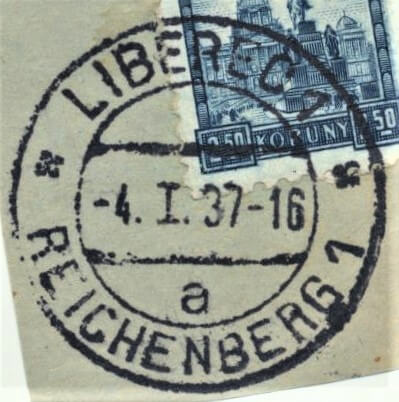 LIBEREC 1
2·50 KORUNY 2·50
* *
-4. I. 37-16
a
REICHENBERG 1